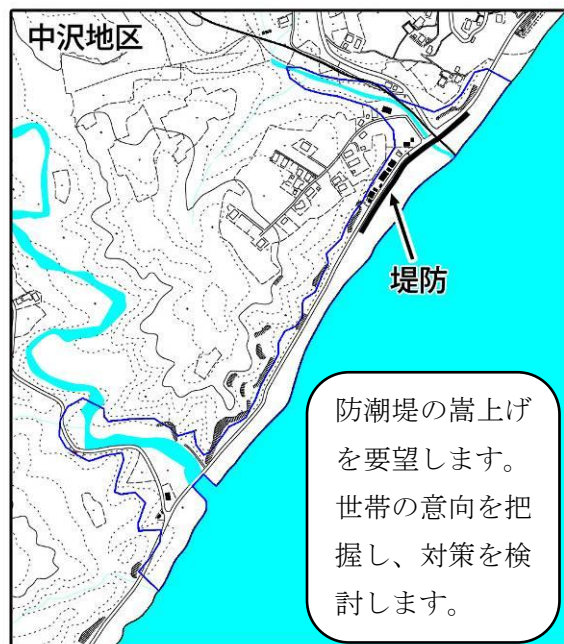 中沢地区
堤防
防潮堤の嵩上げ
を要望します。
世帯の意向を把
握し、対策を検
討します。